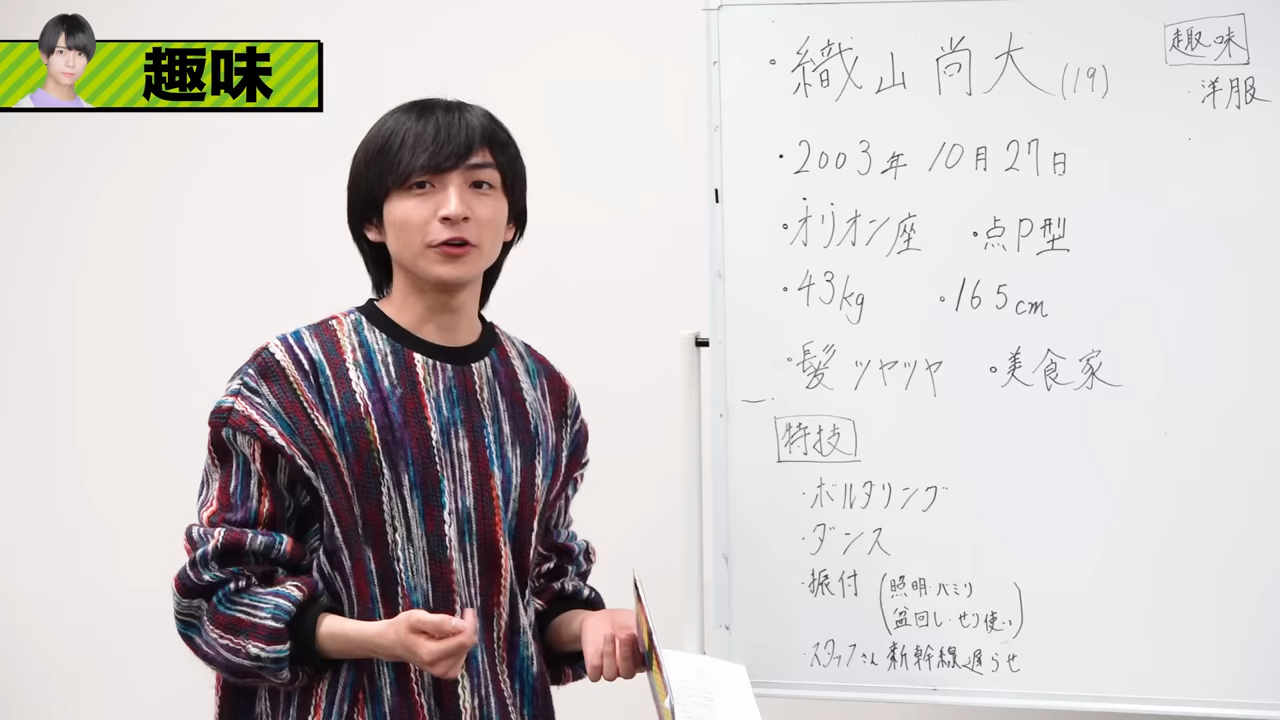 趣味
・織山尚大(19)
・2003年10月27日
・オリオン座 ・点P型
・43kg ・165cm
・髪ツヤツヤ ・美食家
特技
・ボルダリング
・ダンス
・振付(照明・バミリ
盆回し・せり使い)
・スタッフさん新幹線遅らせ
趣味
・洋服